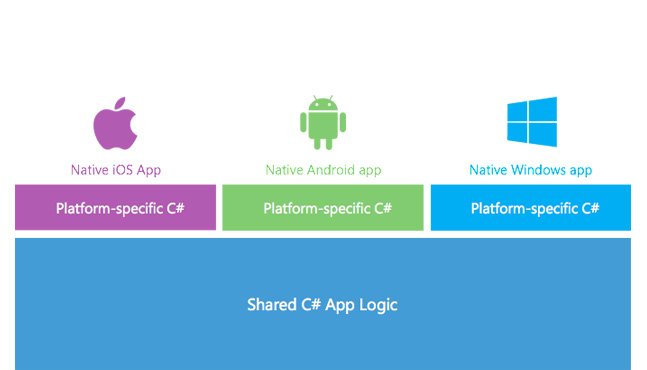 Native iOS App
Native Android app
Native Windows app
Platform-specific C#
Platform-specific C#
Platform-specific C#
Shared C# App Logic